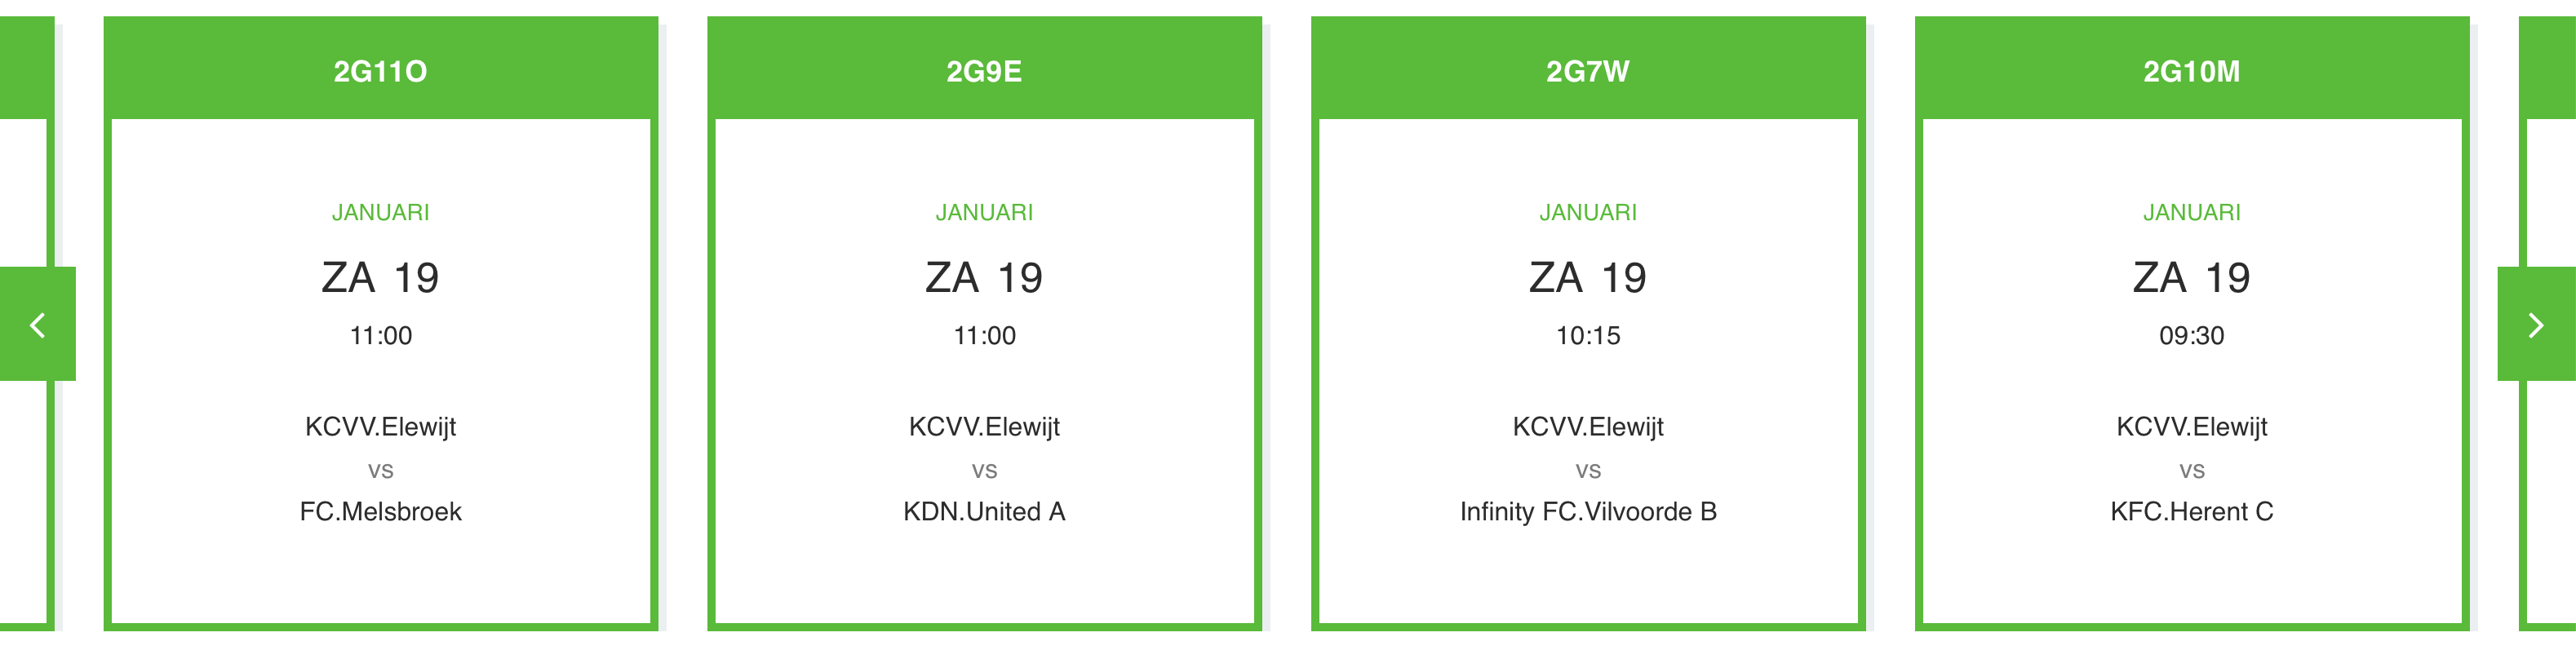 2G11O
JANUARI
ZA 19
11:00
KCVV.Elewijt
vs
FC.Melsbroek
2G9E
JANUARI
ZA 19
11:00
KCVV.Elewijt
vs
KDN.United A
2G7W
JANUARI
ZA 19
10:15
KCVV.Elewijt
vs
Infinity FC.Vilvoorde B
2G10M
JANUARI
ZA 19
09:30
KCVV.Elewijt
vs
KFC.Herent C